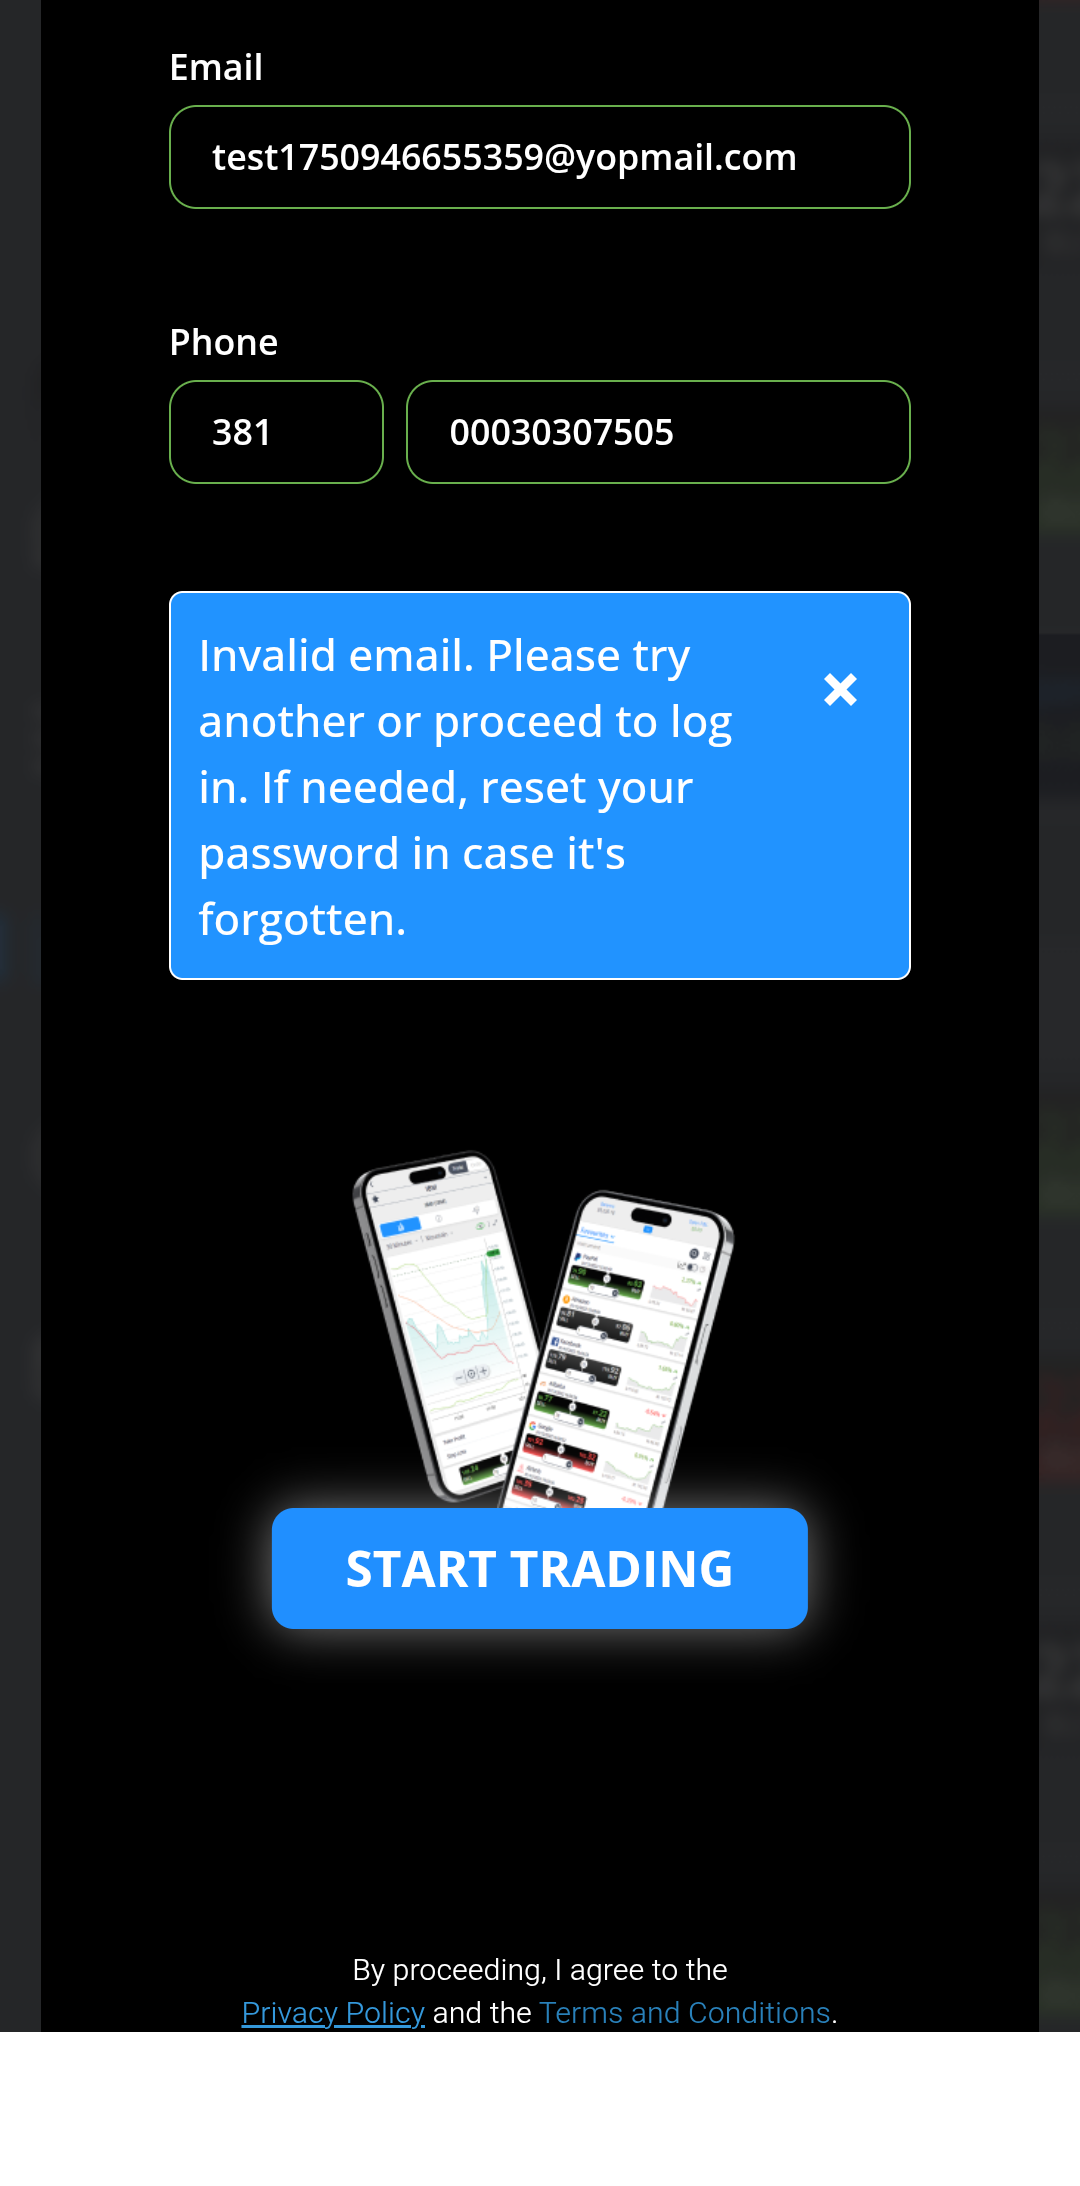 Email
test1750946655359@yopmail.com
Phone
381
00030307505
Invalid email. Please try
another or proceed to log
in. If needed, reset your
password in case it's
forgotten.
START TRADING
By proceeding, I agree to the
Privacy Policy and the Terms and Conditions.